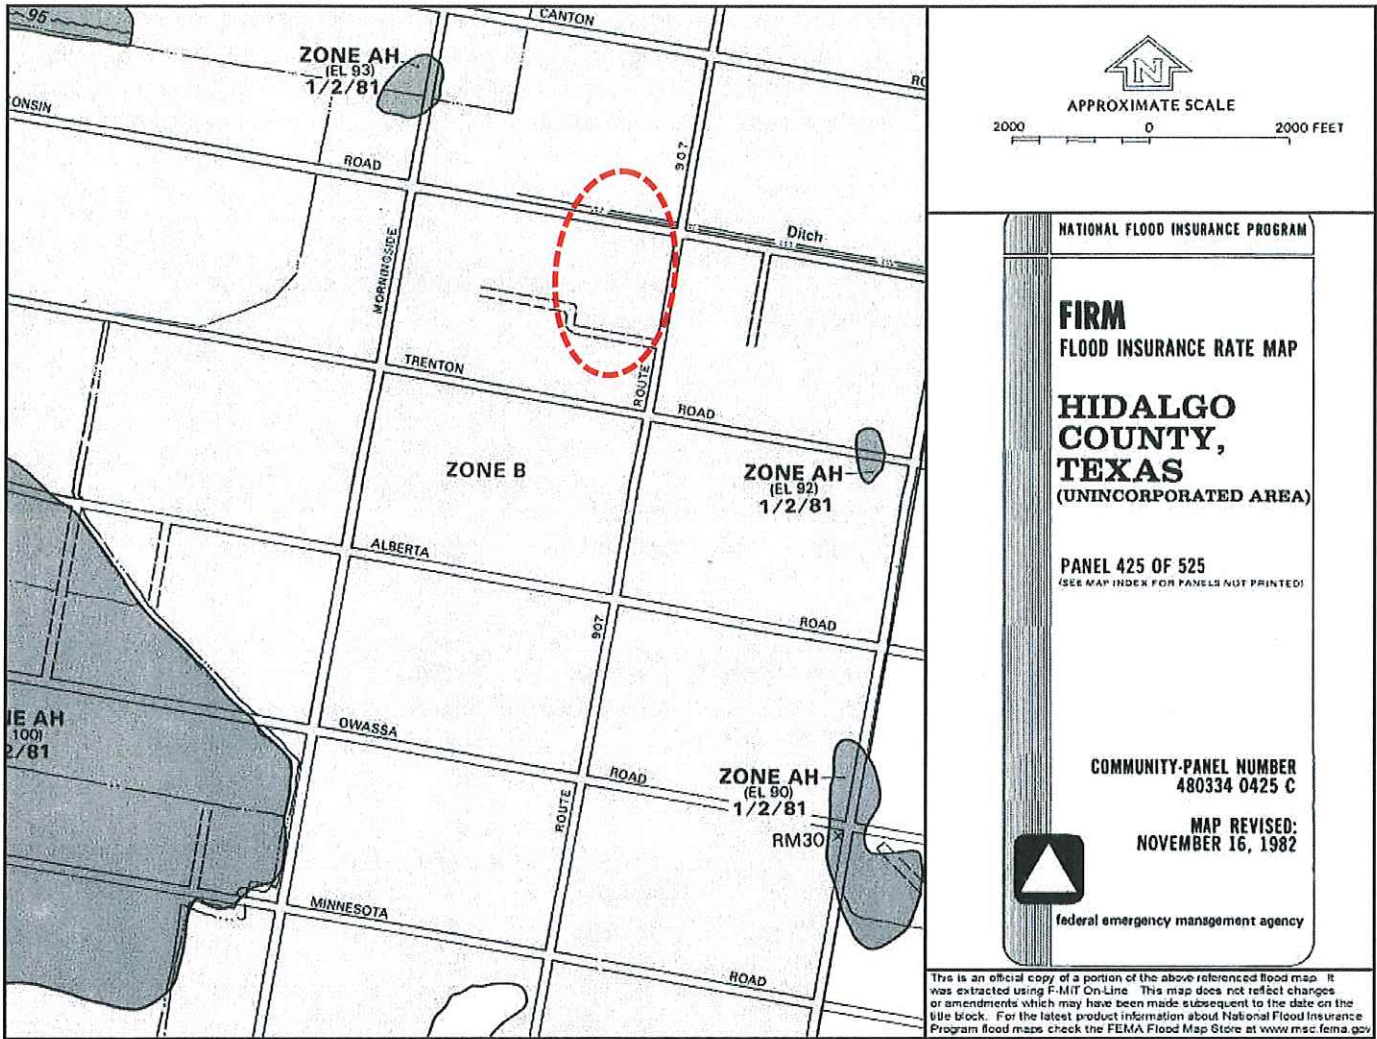 95
CANTON
ZONE AH
(EL 93)
1/2/81
CONSIN
ROAD
907
Ditch
MORNINGSIDE
TRENTON
ROUTE
ROAD
ZONE B
ZONE AH
(EL 92)
1/2/81
ALBERTA
ROAD
907
OWASSA
ROAD
ROUTE
ZONE AH
(EL 90)
1/2/81
RM30
NE AH
100)
2/81
MINNESOTA
ROAD
N
APPROXIMATE SCALE
2000 0 2000 FEET
NATIONAL FLOOD INSURANCE PROGRAM
FIRM
FLOOD INSURANCE RATE MAP
HIDALGO
COUNTY,
TEXAS
(UNINCORPORATED AREA)
PANEL 425 OF 525
(SEE MAP INDEX FOR PANELS NOT PRINTED)
COMMUNITY-PANEL NUMBER
480334 0425 C
MAP REVISED:
NOVEMBER 16, 1982
federal emergency management agency
This is an official copy of a portion of the above referenced flood map. It
was extracted using F-MIT On-Line. This map does not reflect changes
or amendments which may have been made subsequent to the date on the
title block. For the latest product information about National Flood Insurance
Program flood maps check the FEMA Flood Map Store at www.msc.fema.gov